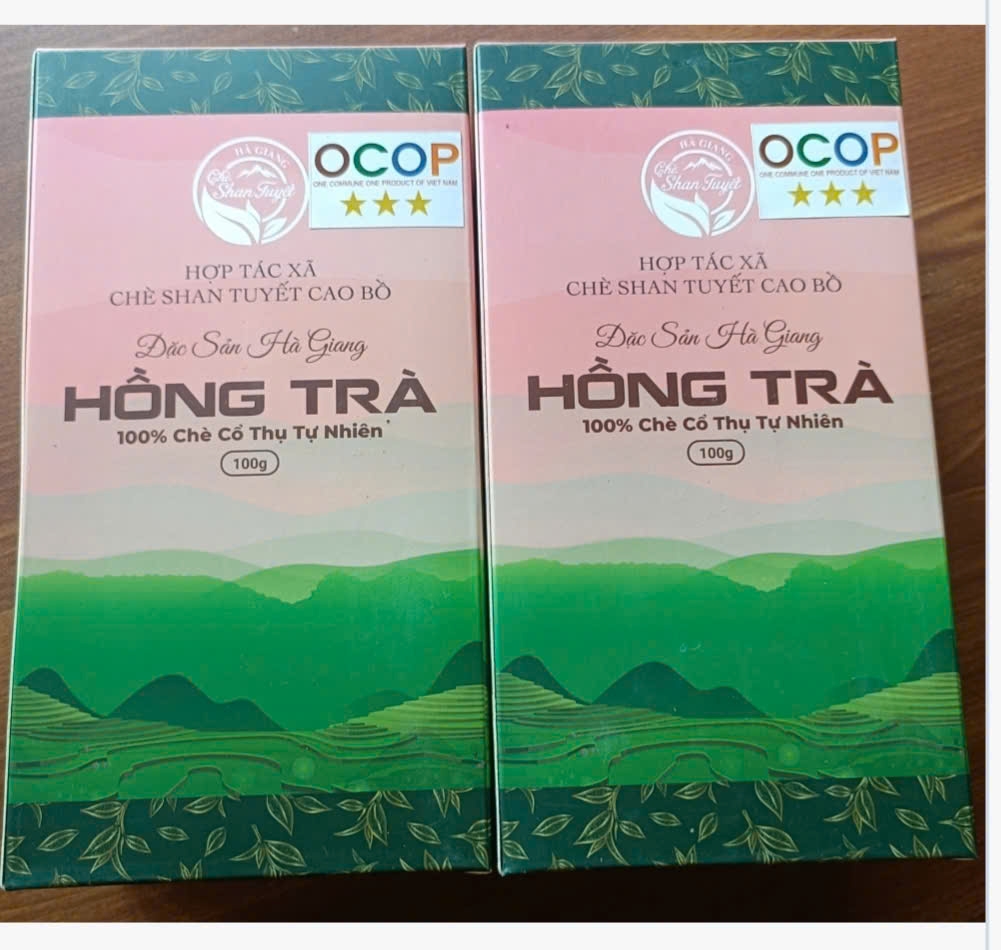 HÀ GIANG
Chè
Shan Tuyết
OCOP
ONE COMMUNE ONE PRODUCT OF VIET NAM
HỢP TÁC XÃ
CHÈ SHAN TUYẾT CAO BỒ
Đặc Sản Hà Giang
HỒNG TRÀ
100% Chè Cổ Thụ Tự Nhiên
100g
HÀ GIANG
Chè
Shan Tuyết
OCOP
ONE COMMUNE ONE PRODUCT OF VIET NAM
HỢP TÁC XÃ
CHÈ SHAN TUYẾT CAO BỒ
Đặc Sản Hà Giang
HỒNG TRÀ
100% Chè Cổ Thụ Tự Nhiên
100g